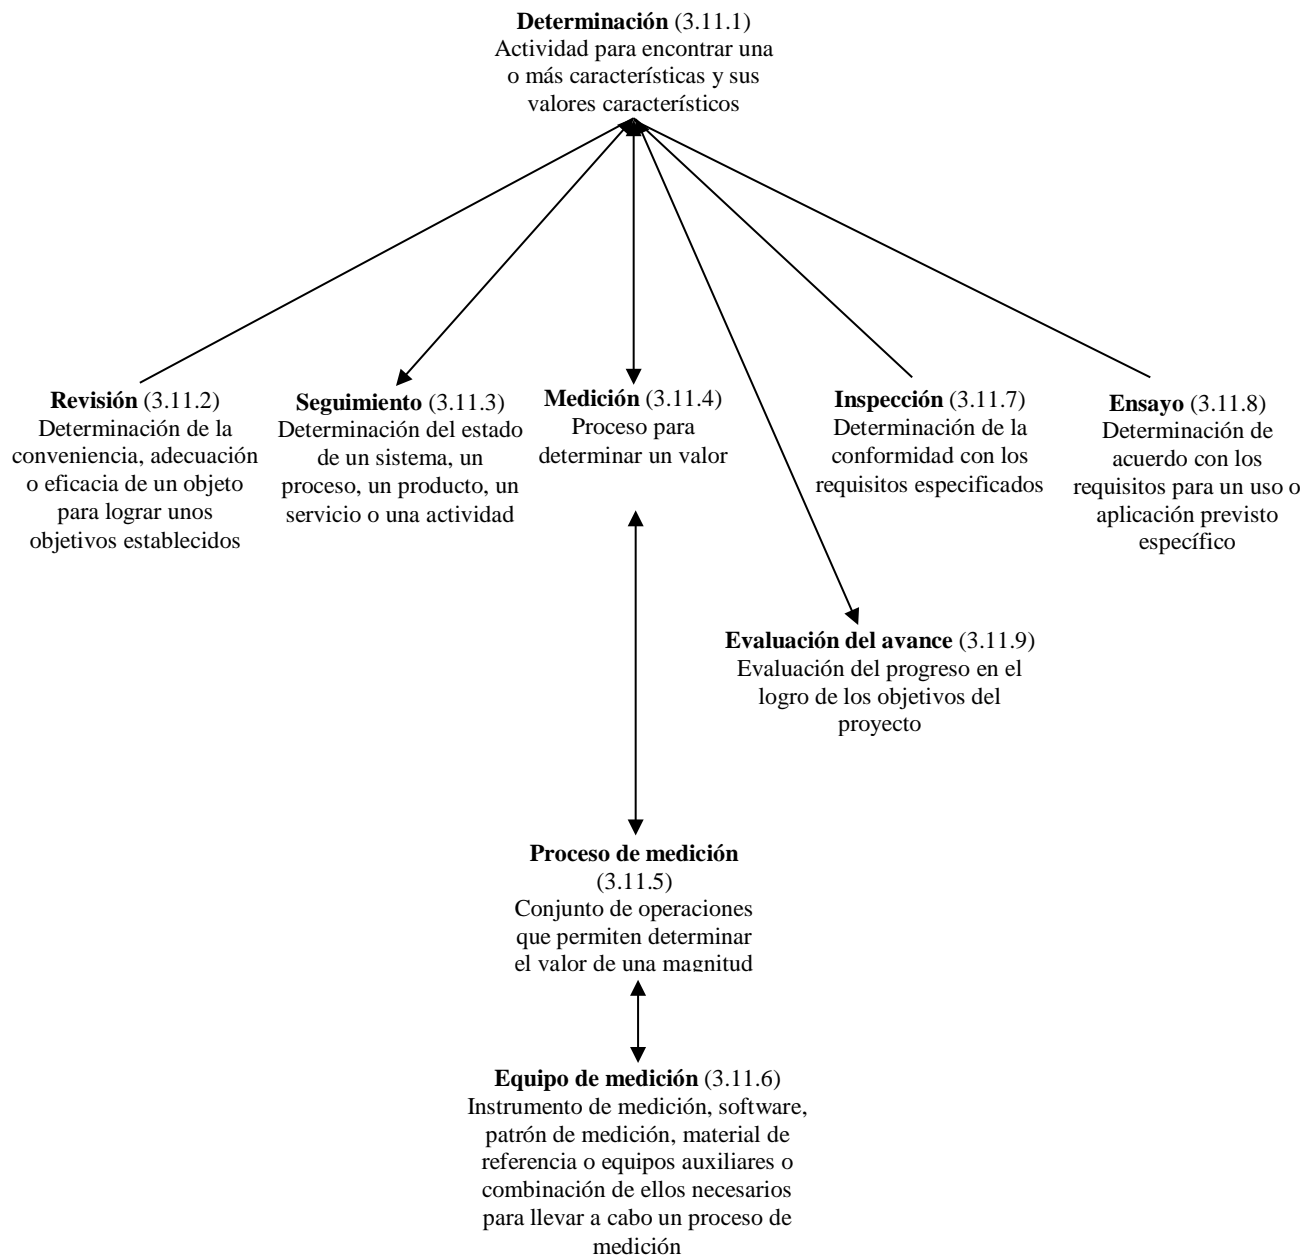 Determinación (3.11.1)
Actividad para encontrar una
o más características y sus
valores característicos
Revisión (3.11.2)
Determinación de la
conveniencia, adecuación
o eficacia de un objeto
para lograr unos
objetivos establecidos
Seguimiento (3.11.3)
Determinación del estado
de un sistema, un
proceso, un producto, un
servicio o una actividad
Medición (3.11.4)
Proceso para
determinar un valor
Inspección (3.11.7)
Determinación de la
conformidad con los
requisitos especificados
Ensayo (3.11.8)
Determinación de
acuerdo con los
requisitos para un uso o
aplicación previsto
específico
Evaluación del avance (3.11.9)
Evaluación del progreso en el
logro de los objetivos del
proyecto
Proceso de medición
(3.11.5)
Conjunto de operaciones
que permiten determinar
el valor de una magnitud
Equipo de medición (3.11.6)
Instrumento de medición, software,
patrón de medición, material de
referencia o equipos auxiliares o
combinación de ellos necesarios
para llevar a cabo un proceso de
medición